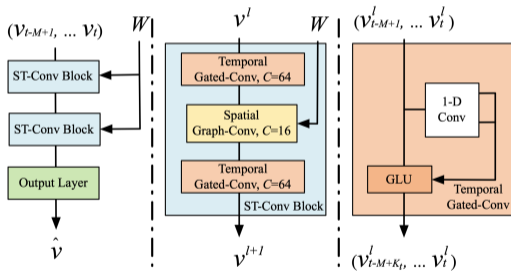 (v_{t-M+1}, ... v_t)
W
ST-Conv Block
ST-Conv Block
Output Layer
v̂
v^l
W
Temporal
Gated-Conv, C=64
Spatial
Graph-Conv, C=16
Temporal
Gated-Conv, C=64
ST-Conv Block
v^{l+1}
(v^l_{t-M+1}, ... v^l_t)
1-D
Conv
GLU
Temporal
Gated-Conv
(v^l_{t-M+K_t}, ... v^l_t)